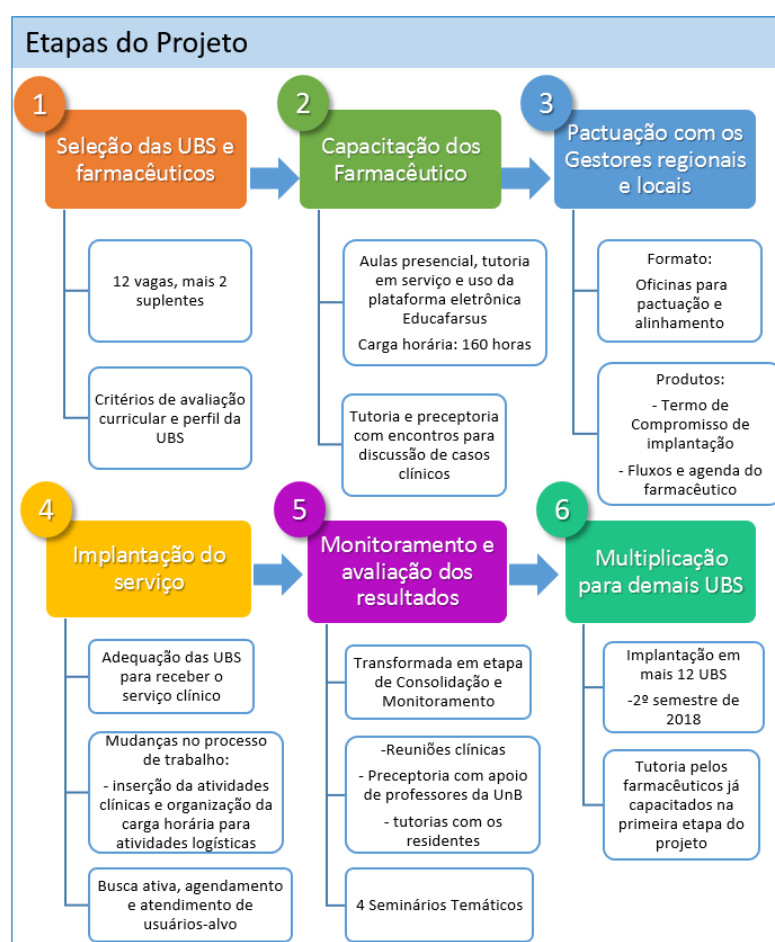 Etapas do Projeto
1
Seleção das UBS e
farmacêuticos
12 vagas, mais 2
suplentes
Critérios de avaliação
curricular e perfil da
UBS
2
Capacitação dos
Farmacêutico
Aulas presencial, tutoria
em serviço e uso da
plataforma eletrônica
Educafarsus
Carga horária: 160 horas
Tutoria e preceptoria
com encontros para
discussão de casos
clínicos
3
Pactuação com os
Gestores regionais
e locais
Formato:
Oficinas para
pactuação e
alinhamento
Produtos:
- Termo de
Compromisso de
implantação
- Fluxos e agenda do
farmacêutico
4
Implantação do
serviço
Adequação das UBS
para receber o
serviço clínico
Mudanças no processo
de trabalho:
- inserção da atividades
clínicas e organização da
carga horária para
atividades logísticas
Busca ativa, agendamento
e atendimento de
usuários-alvo
5
Monitoramento e
avaliação dos
resultados
Transformada em etapa
de Consolidação e
Monitoramento
-Reuniões clínicas
- Preceptoria com apoio
de professores da UnB
- tutorias com os
residentes
4 Seminários Temáticos
6
Multiplicação
para demais UBS
Implantação em
mais 12 UBS
-2º semestre de
2018
Tutoria pelos
farmacêuticos já
capacitados na
primeira etapa do
projeto